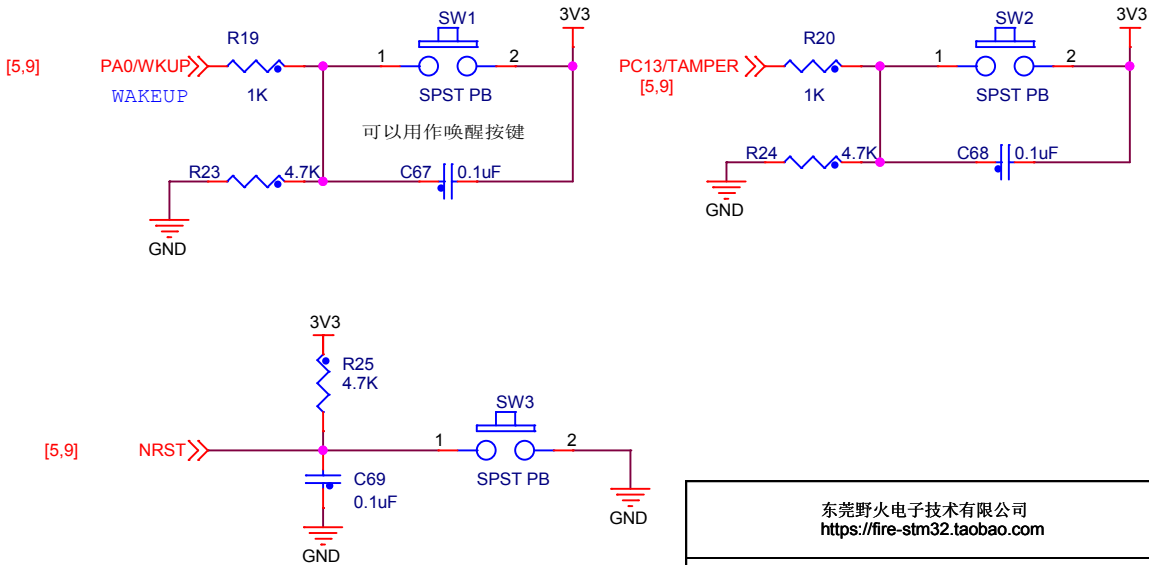 SW1
3V3
R19
1
2
[5,9]
PA0/WKUP
WAKEUP
1K
SPST PB
可以用作唤醒按键
R23
4.7K
C67
0.1uF
GND
SW2
3V3
R20
1
2
PC13/TAMPER
[5,9]
1K
SPST PB
R24
4.7K
C68
0.1uF
GND
3V3
R25
4.7K
SW3
[5,9]
NRST
1
2
SPST PB
C69
0.1uF
GND
GND
东莞野火电子技术有限公司
https://fire-stm32.taobao.com